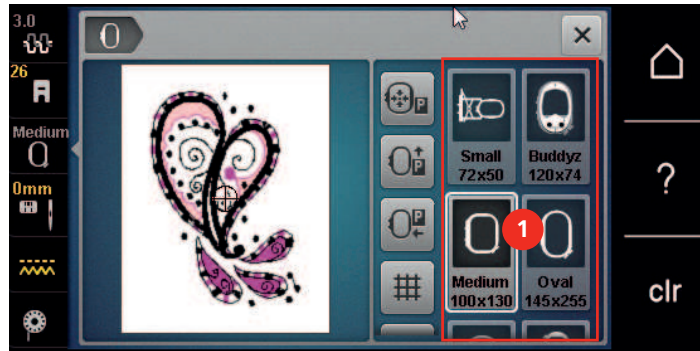 3.0
26
Medium
0mm
P
P
P
Small
72x50
Buddyz
120x74
Medium
100x130
Oval
145x255
1
?
clr